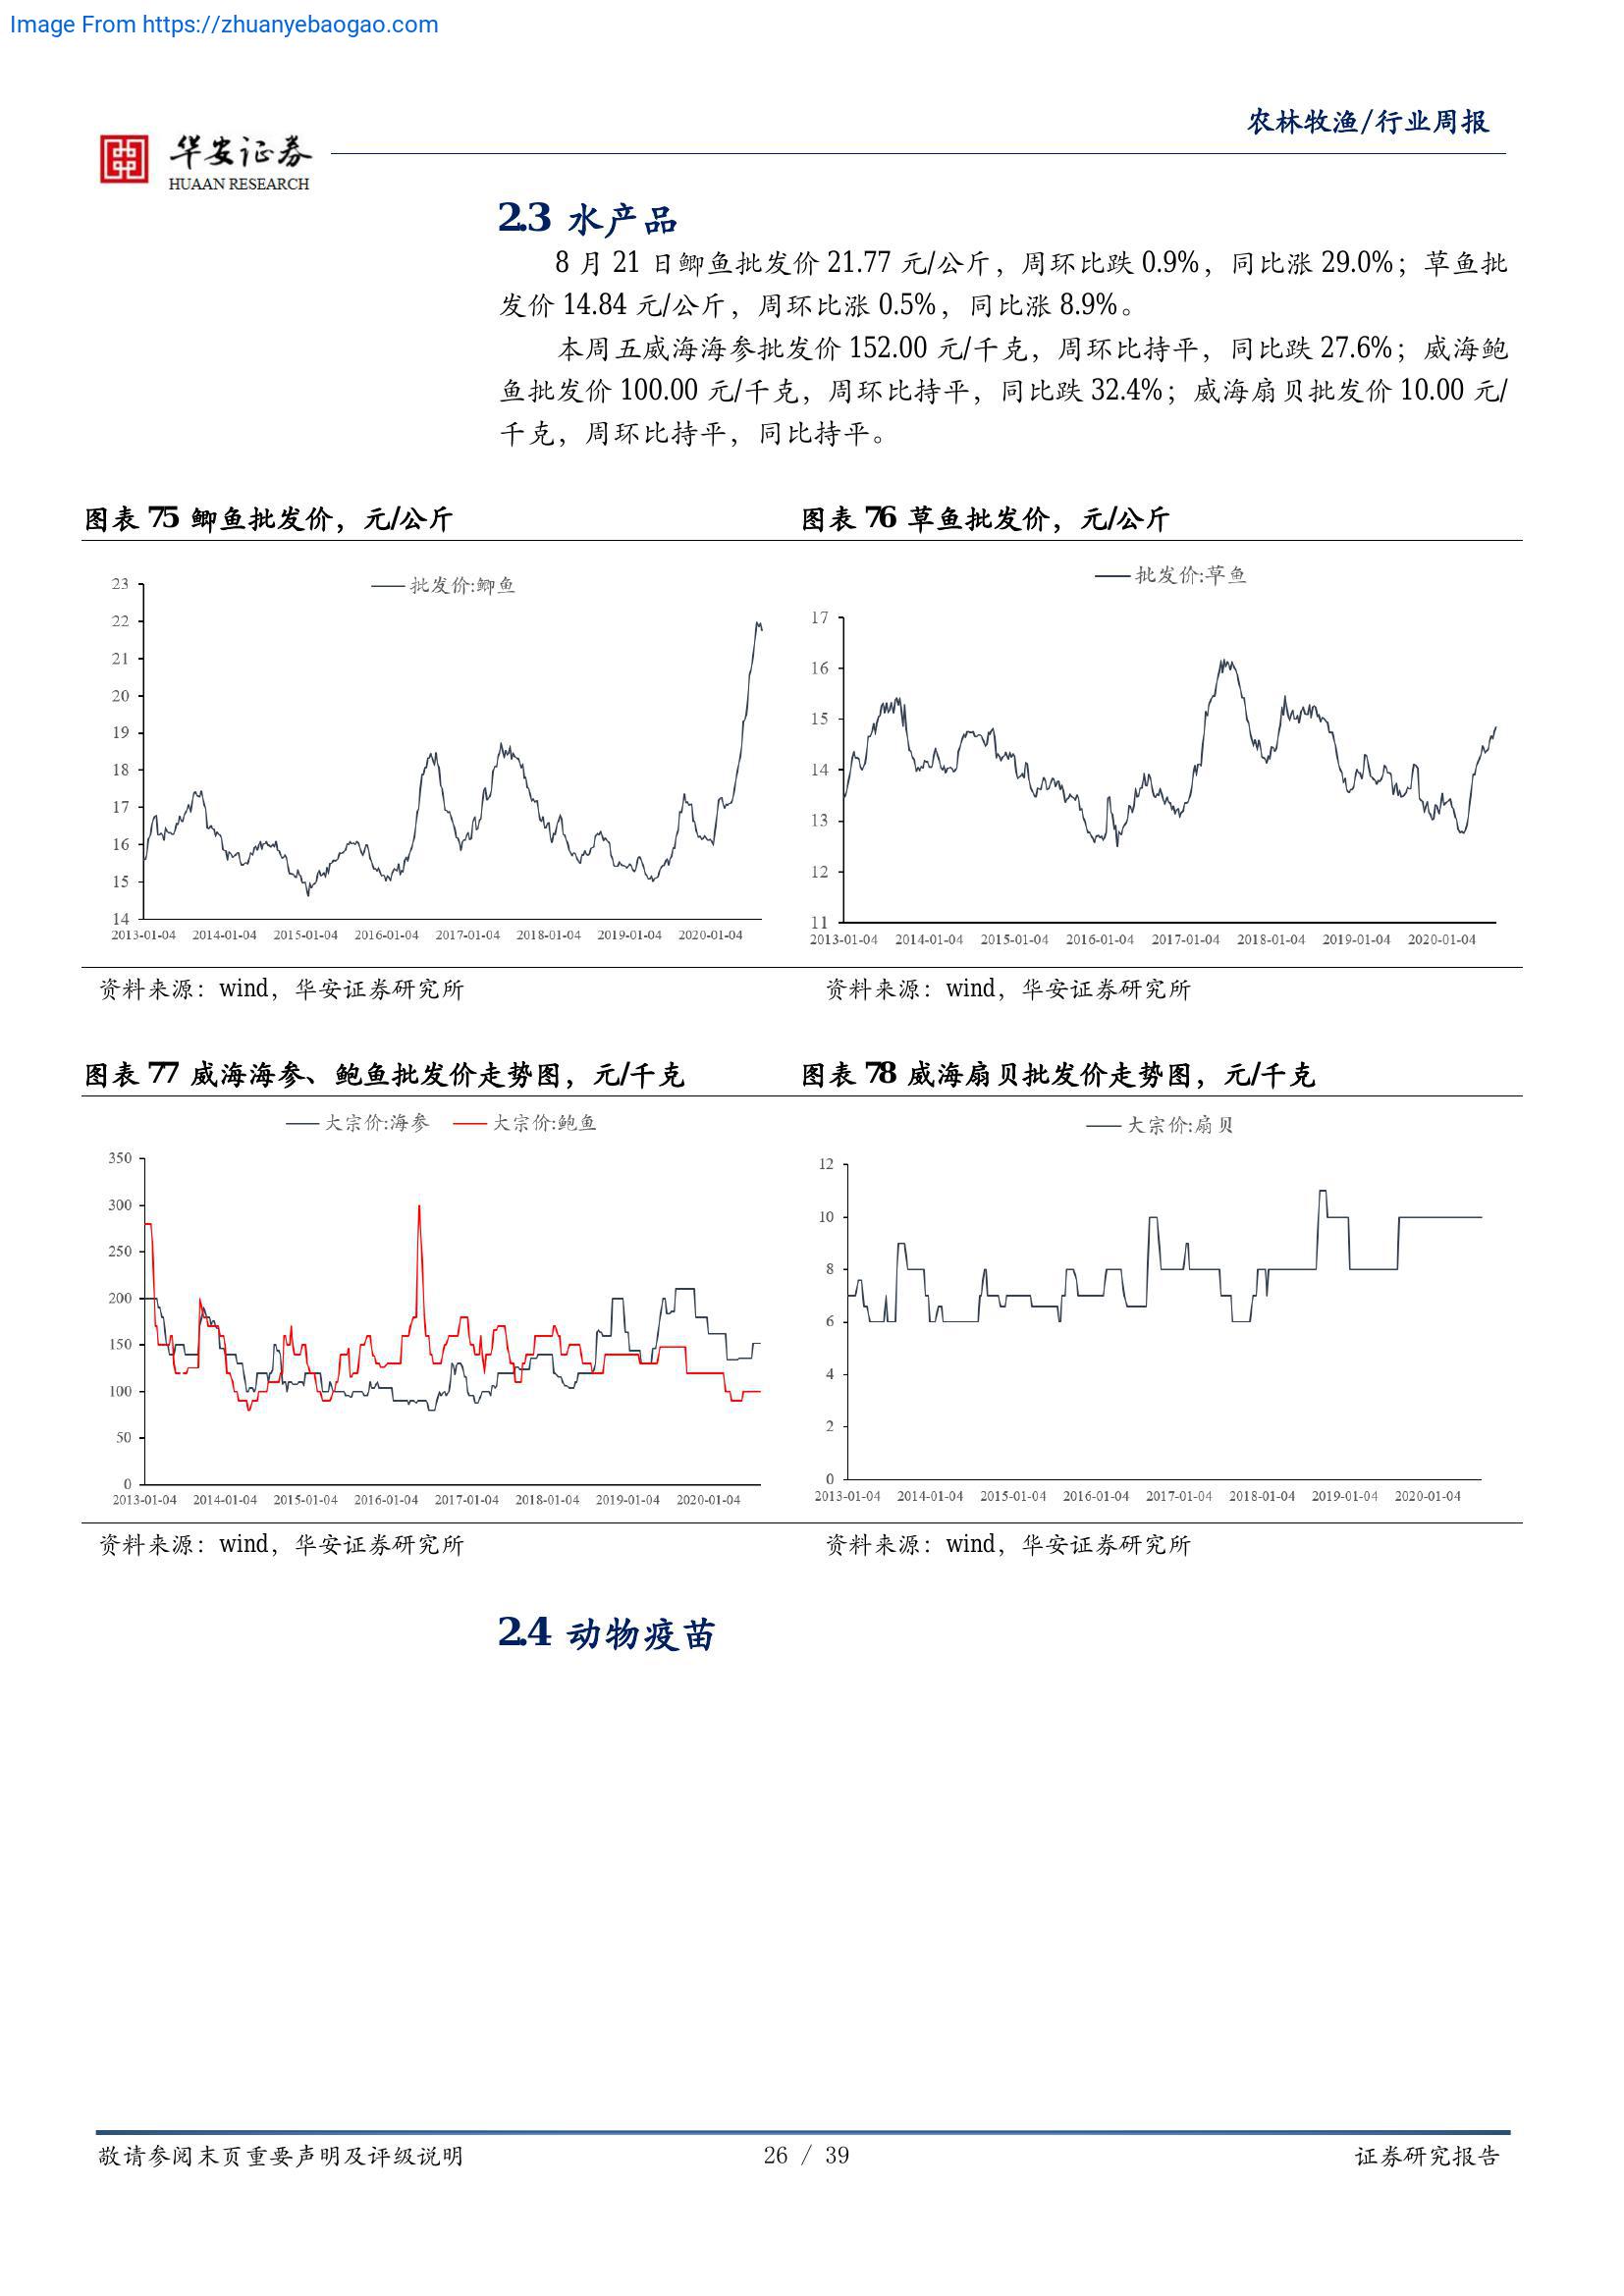 Image From https://zhuanyebaogao.com
农林牧渔/行业周报
华安证券
HUAAN RESEARCH
2.3 水产品
8 月 21 日鲫鱼批发价 21.77 元/公斤，周环比跌 0.9%，同比涨 29.0%；草鱼批
发价 14.84 元/公斤，周环比涨 0.5%，同比涨 8.9%。
本周五威海海参批发价 152.00 元/千克，周环比持平，同比跌 27.6%；威海鲍
鱼批发价 100.00 元/千克，周环比持平，同比跌 32.4%；威海扇贝批发价 10.00 元/
千克，周环比持平，同比持平。
图表 75 鲫鱼批发价，元/公斤
批发价:鲫鱼
23
22
21
20
19
18
17
16
15
14
2013-01-04 2014-01-04 2015-01-04 2016-01-04 2017-01-04 2018-01-04 2019-01-04 2020-01-04
资料来源：wind，华安证券研究所
图表 76 草鱼批发价，元/公斤
批发价:草鱼
17
16
15
14
13
12
11
2013-01-04 2014-01-04 2015-01-04 2016-01-04 2017-01-04 2018-01-04 2019-01-04 2020-01-04
资料来源：wind，华安证券研究所
图表 77 威海海参、鲍鱼批发价走势图，元/千克
大宗价:海参 大宗价:鲍鱼
350
300
250
200
150
100
50
0
2013-01-04 2014-01-04 2015-01-04 2016-01-04 2017-01-04 2018-01-04 2019-01-04 2020-01-04
资料来源：wind，华安证券研究所
图表 78 威海扇贝批发价走势图，元/千克
大宗价:扇贝
12
10
8
6
4
2
0
2013-01-04 2014-01-04 2015-01-04 2016-01-04 2017-01-04 2018-01-04 2019-01-04 2020-01-04
资料来源：wind，华安证券研究所
2.4 动物疫苗
敬请参阅末页重要声明及评级说明
26 / 39
证券研究报告